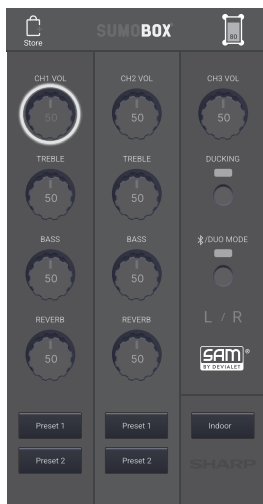 Store
SUMOBOX
80
CH1 VOL
CH2 VOL
CH3 VOL
50
50
50
TREBLE
TREBLE
DUCKING
50
50
BASS
BASS
/DUO MODE
50
50
REVERB
REVERB
L / R
50
50
SAM®
BY DEVIALET
Preset 1
Preset 1
Indoor
Preset 2
Preset 2
SHARP